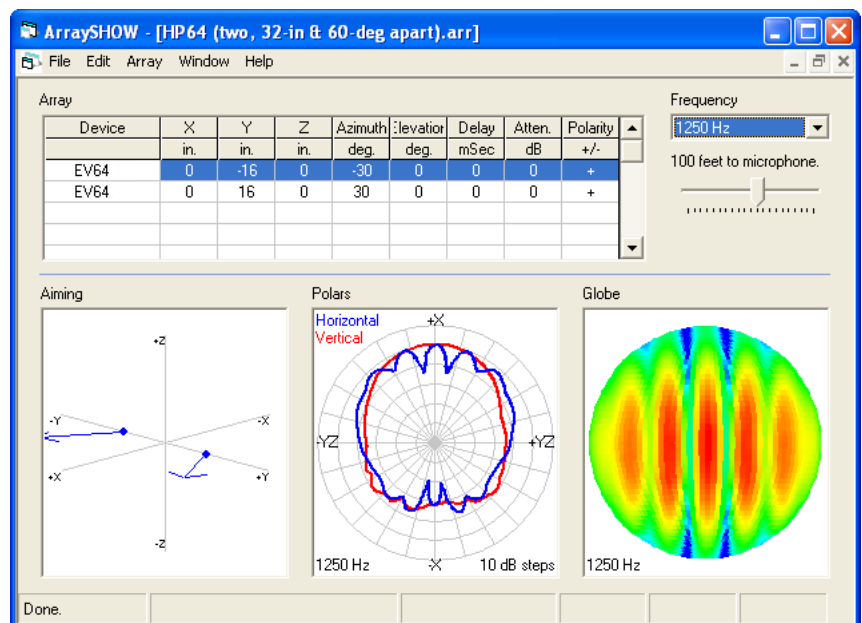 ArraySHOW - [HP64 (two, 32-in & 60-deg apart).arr]
File Edit Array Window Help
Array
Frequency
Device X Y Z Azimuth Elevation Delay Atten. Polarity
in. in. in. deg. deg. mSec dB +/-
EV64 0 -16 0 -30 0 0 0 +
EV64 0 16 0 30 0 0 0 +
1250 Hz
100 feet to microphone.
Aiming
Polars
Globe
+Z
-Y
-X
+X
+Y
-Z
Horizontal
Vertical
+X
-YZ
+YZ
-X
1250 Hz
10 dB steps
1250 Hz
Done.